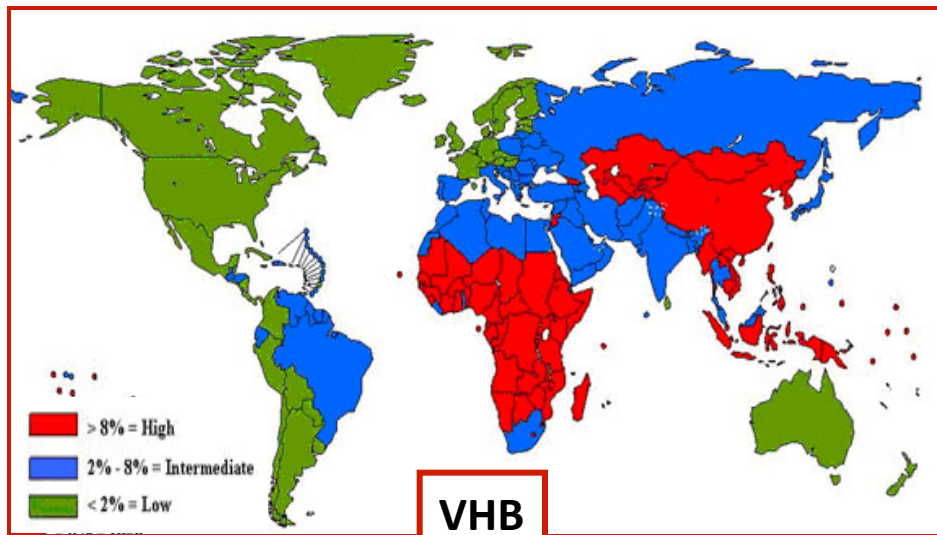 > 8% = High
2% - 8% = Intermediate
< 2% = Low
VHB